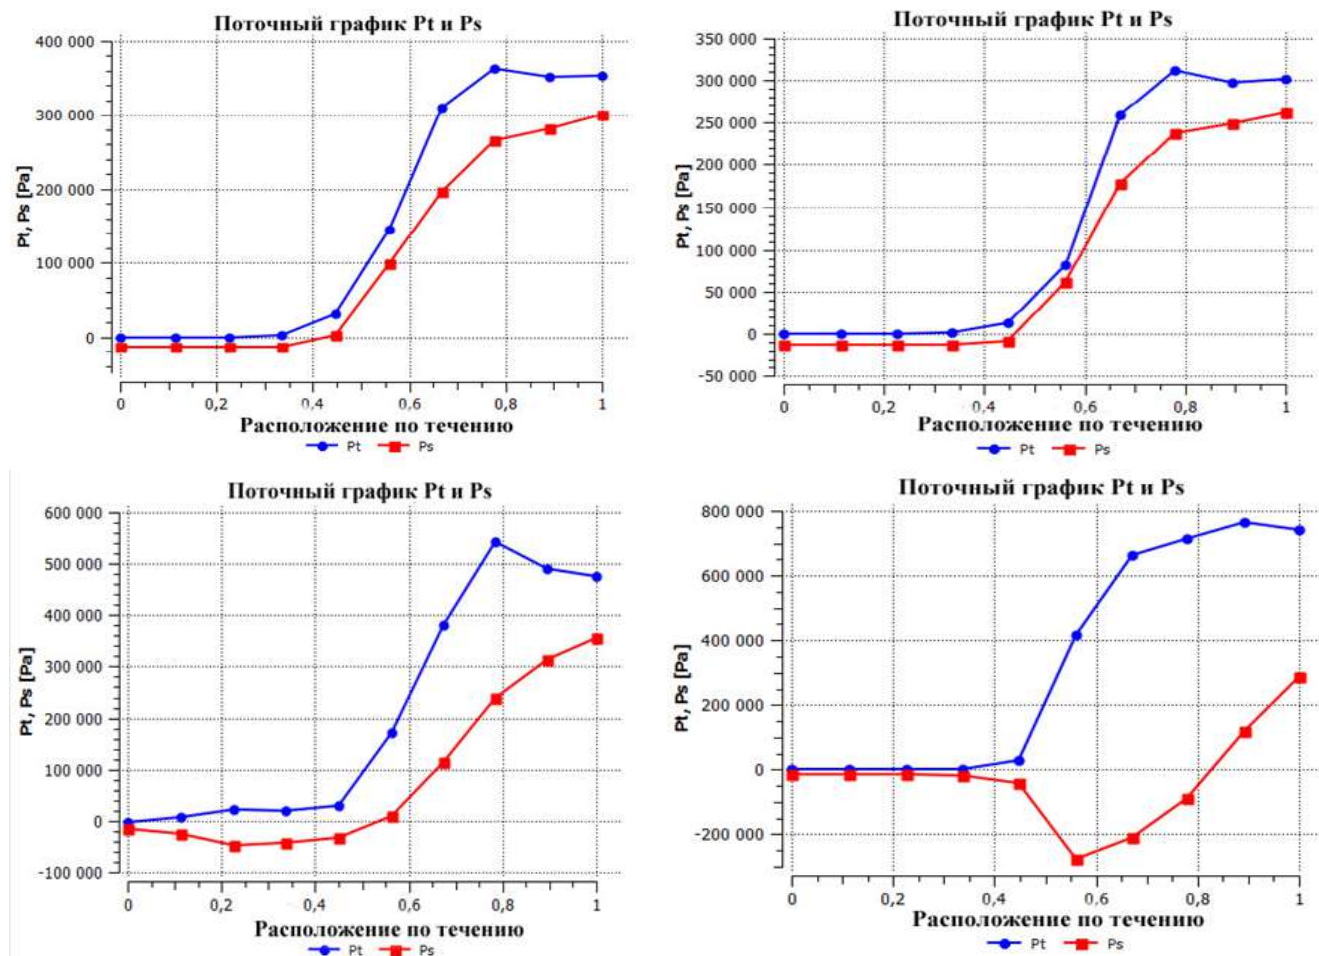 Поточный график Pt и Ps
400 000
300 000
200 000
100 000
0
Pt, Ps [Pa]
0 0,2 0,4 0,6 0,8 1
Расположение по течению
Pt Ps
Поточный график Pt и Ps
350 000
300 000
250 000
200 000
150 000
100 000
50 000
0
-50 000
Pt, Ps [Pa]
0 0,2 0,4 0,6 0,8 1
Расположение по течению
Pt Ps
Поточный график Pt и Ps
600 000
500 000
400 000
300 000
200 000
100 000
0
-100 000
Pt, Ps [Pa]
0 0,2 0,4 0,6 0,8 1
Расположение по течению
Pt Ps
Поточный график Pt и Ps
800 000
600 000
400 000
200 000
0
-200 000
Pt, Ps [Pa]
0 0,2 0,4 0,6 0,8 1
Расположение по течению
Pt Ps